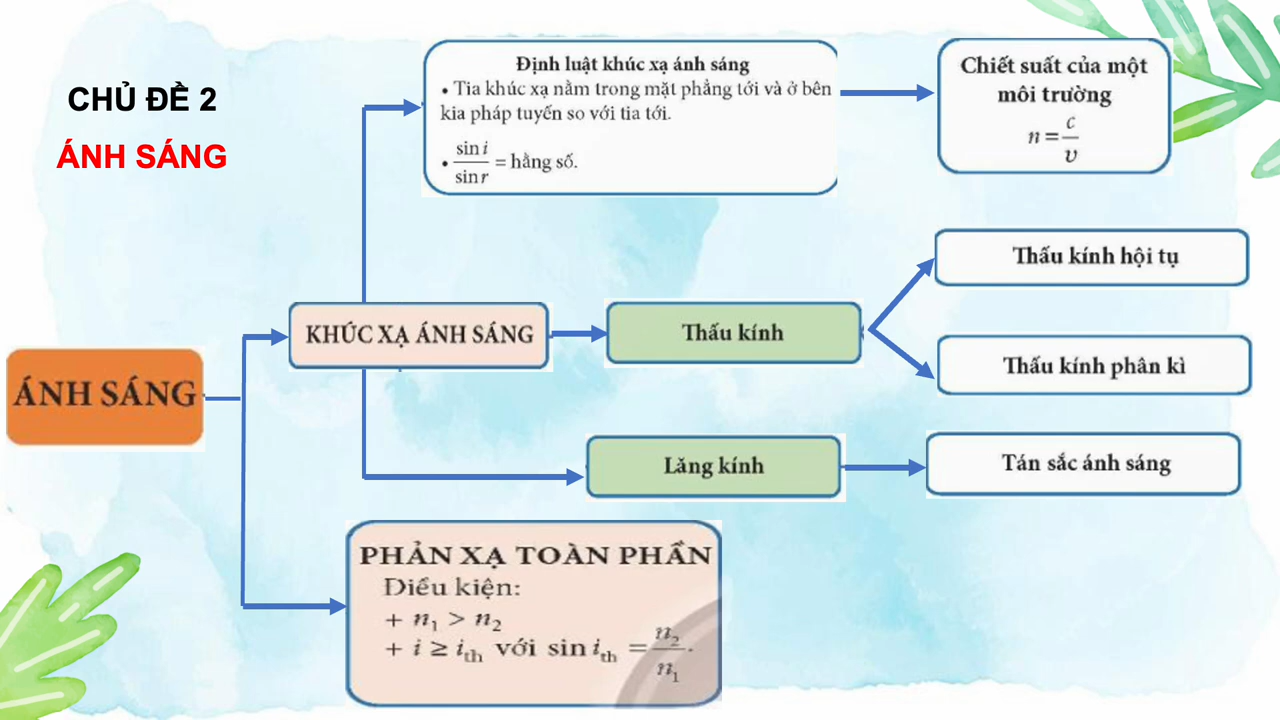 CHỦ ĐỀ 2
ÁNH SÁNG
Định luật khúc xạ ánh sáng
• Tia khúc xạ nằm trong mặt phẳng tới và ở bên
kia pháp tuyến so với tia tới.
• sin i / sin r = hằng số.
Chiết suất của một
môi trường
n = c / υ
Thấu kính hội tụ
KHÚC XẠ ÁNH SÁNG
Thấu kính
Thấu kính phân kì
ÁNH SÁNG
Lăng kính
Tán sắc ánh sáng
PHẢN XẠ TOÀN PHẦN
Điều kiện:
+ n₁ > n₂
+ i ≥ i_th với sin i_th = n₂ / n₁.